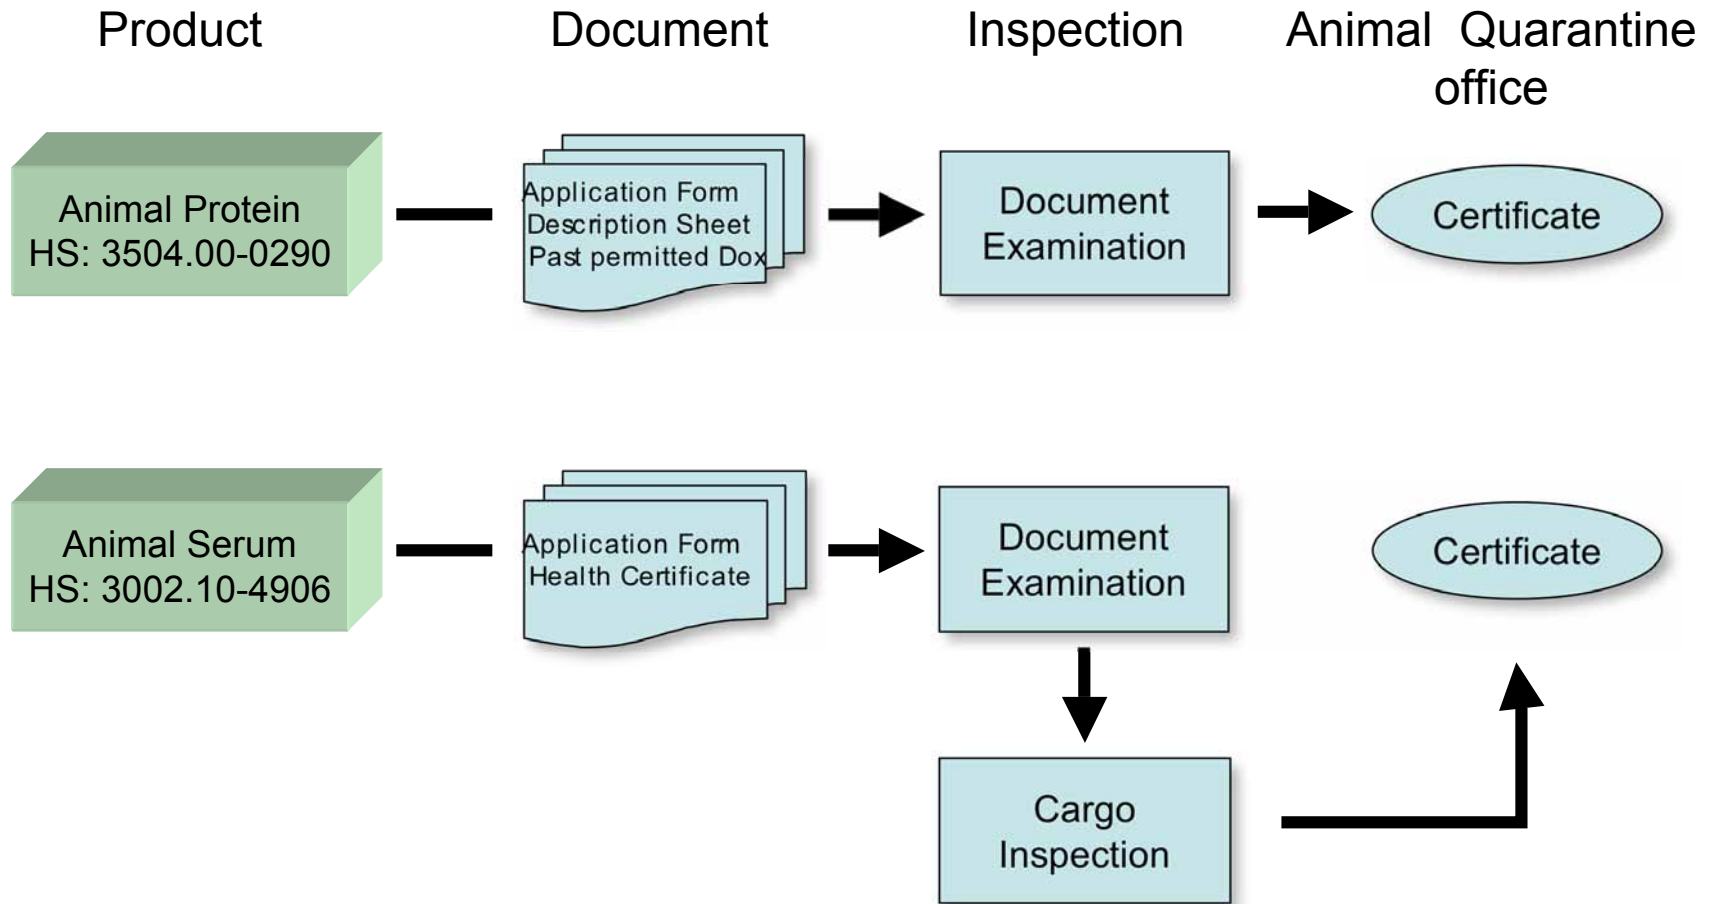 Product
Document
Inspection
Animal Quarantine
office
Animal Protein
HS: 3504.00-0290
Application Form
Description Sheet
Past permitted Dox
Document
Examination
Certificate
Animal Serum
HS: 3002.10-4906
Application Form
Health Certificate
Document
Examination
Certificate
Cargo
Inspection